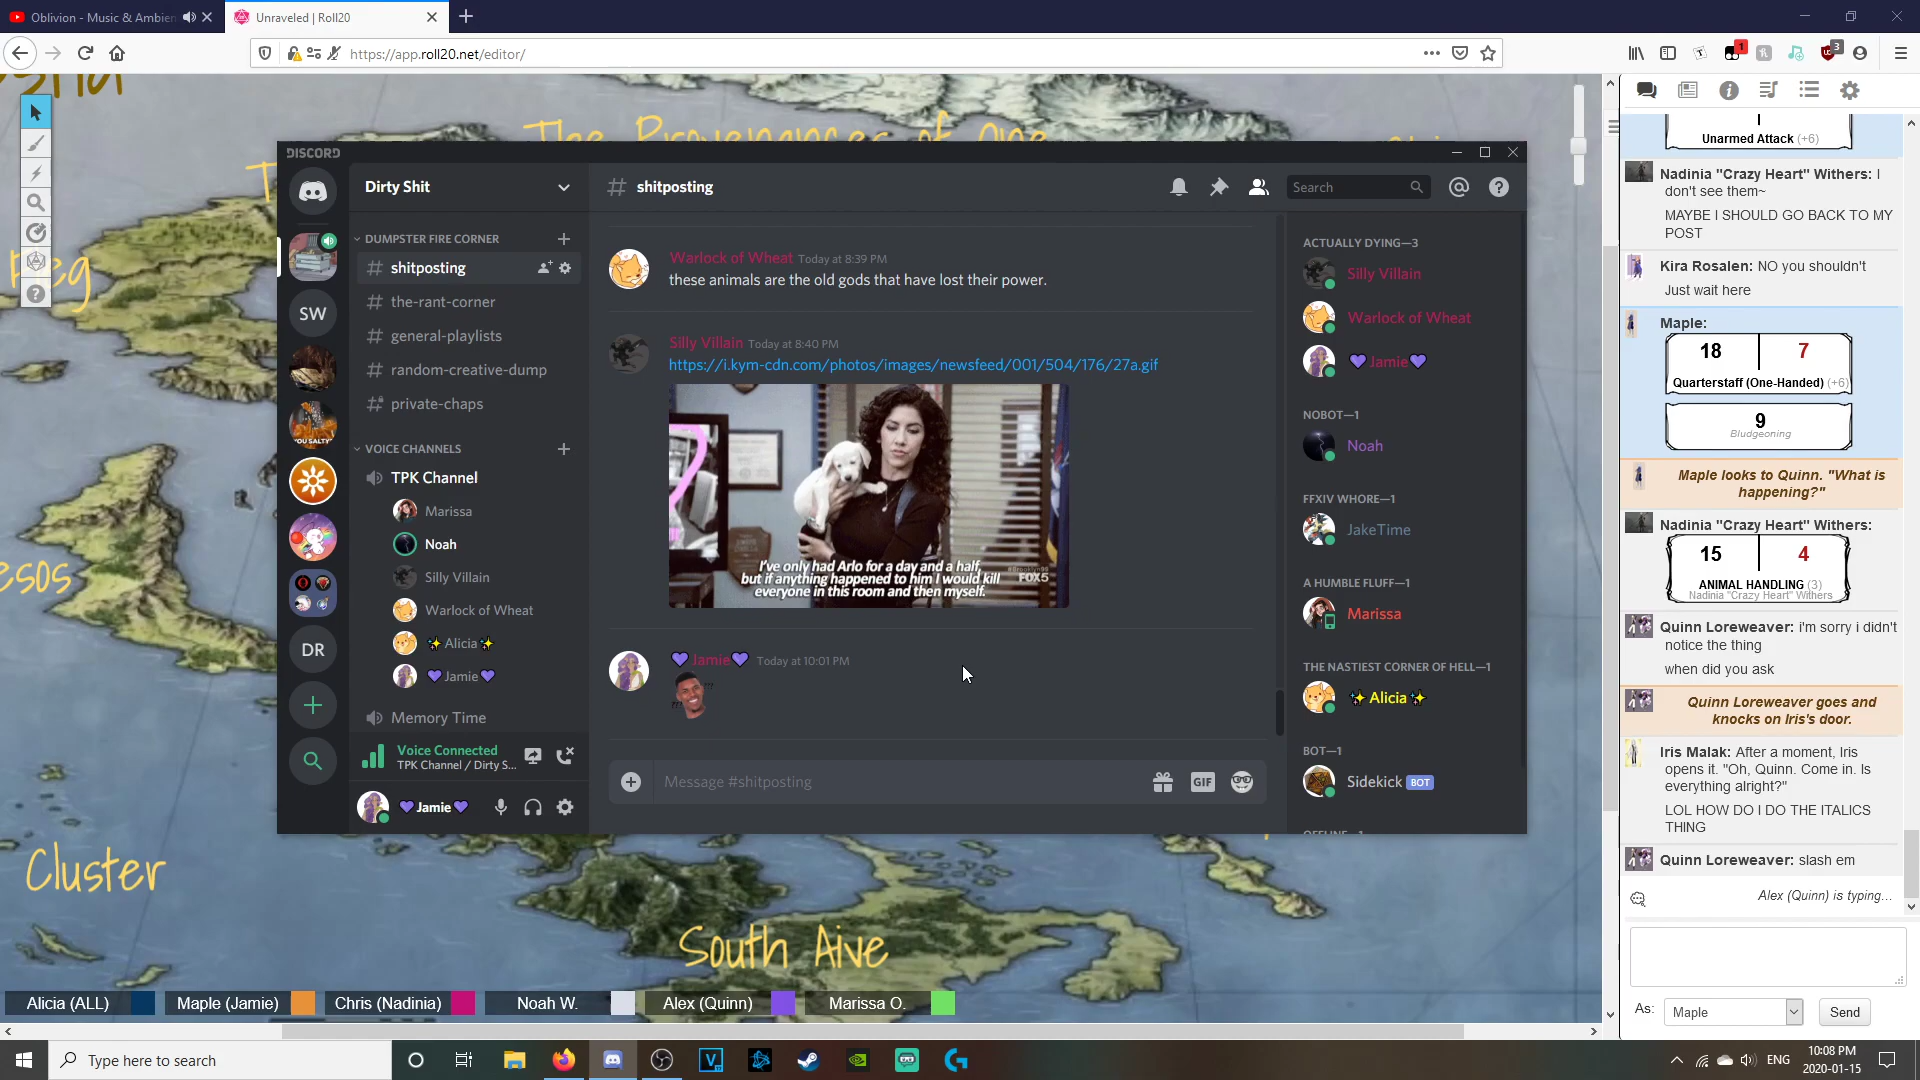 Oblivion - Music & Ambien
Unraveled | Roll20
https://app.roll20.net/editor/
1
3
The Provenances of One
Cluster
South Aive
esos
DISCORD
Dirty Shit
shitposting
Search
SW
YOU SALTY
DR
DUMPSTER FIRE CORNER
shitposting
the-rant-corner
general-playlists
random-creative-dump
private-chaps
VOICE CHANNELS
TPK Channel
Marissa
Noah
Silly Villain
Warlock of Wheat
✨Alicia✨
💜Jamie💜
Memory Time
Voice Connected
TPK Channel / Dirty S...
💜Jamie💜
Warlock of Wheat Today at 8:39 PM
these animals are the old gods that have lost their power.
Silly Villain Today at 8:40 PM
https://i.kym-cdn.com/photos/images/newsfeed/001/504/176/27a.gif
I've only had Arlo for a day and a half,
but if anything happened to him I would kill
everyone in this room and then myself.
FOX5
💜Jamie💜 Today at 10:01 PM
Message #shitposting
GIF
ACTUALLY DYING—3
Silly Villain
Warlock of Wheat
💜Jamie💜
NOBOT—1
Noah
FFXIV WHORE—1
JakeTime
A HUMBLE FLUFF—1
Marissa
THE NASTIEST CORNER OF HELL—1
✨Alicia✨
BOT—1
Sidekick BOT
Unarmed Attack (+6)
Nadinia "Crazy Heart" Withers: I
don't see them~
MAYBE I SHOULD GO BACK TO MY
POST
Kira Rosalen: NO you shouldn't
Just wait here
Maple:
18 7
Quarterstaff (One-Handed) (+6)
9
Bludgeoning
Maple looks to Quinn. "What is
happening?"
Nadinia "Crazy Heart" Withers:
15 4
ANIMAL HANDLING (3)
Nadinia "Crazy Heart" Withers
Quinn Loreweaver: i'm sorry i didn't
notice the thing
when did you ask
Quinn Loreweaver goes and
knocks on Iris's door.
Iris Malak: After a moment, Iris
opens it. "Oh, Quinn. Come in. Is
everything alright?"
LOL HOW DO I DO THE ITALICS
THING
Quinn Loreweaver: slash em
Alex (Quinn) is typing...
As: Maple Send
Alicia (ALL)
Maple (Jamie)
Chris (Nadinia)
Noah W.
Alex (Quinn)
Marissa O.
Type here to search
ENG
10:08 PM
2020-01-15